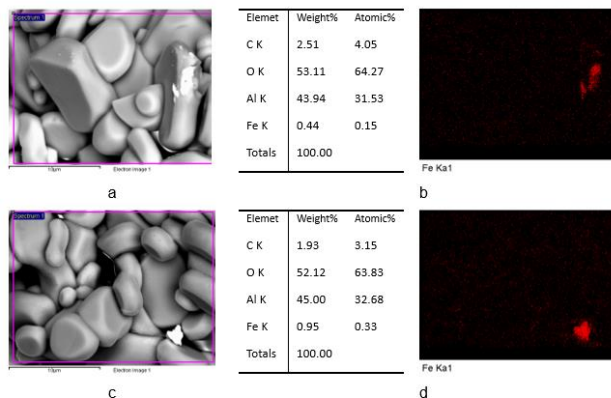 Spectrum 1
10µm Electron Image 1
a
Elemet Weight% Atomic%
C K 2.51 4.05
O K 53.11 64.27
Al K 43.94 31.53
Fe K 0.44 0.15
Totals 100.00
Fe Ka1
b
Spectrum 1
10µm Electron Image 1
c
Elemet Weight% Atomic%
C K 1.93 3.15
O K 52.12 63.83
Al K 45.00 32.68
Fe K 0.95 0.33
Totals 100.00
Fe Ka1
d